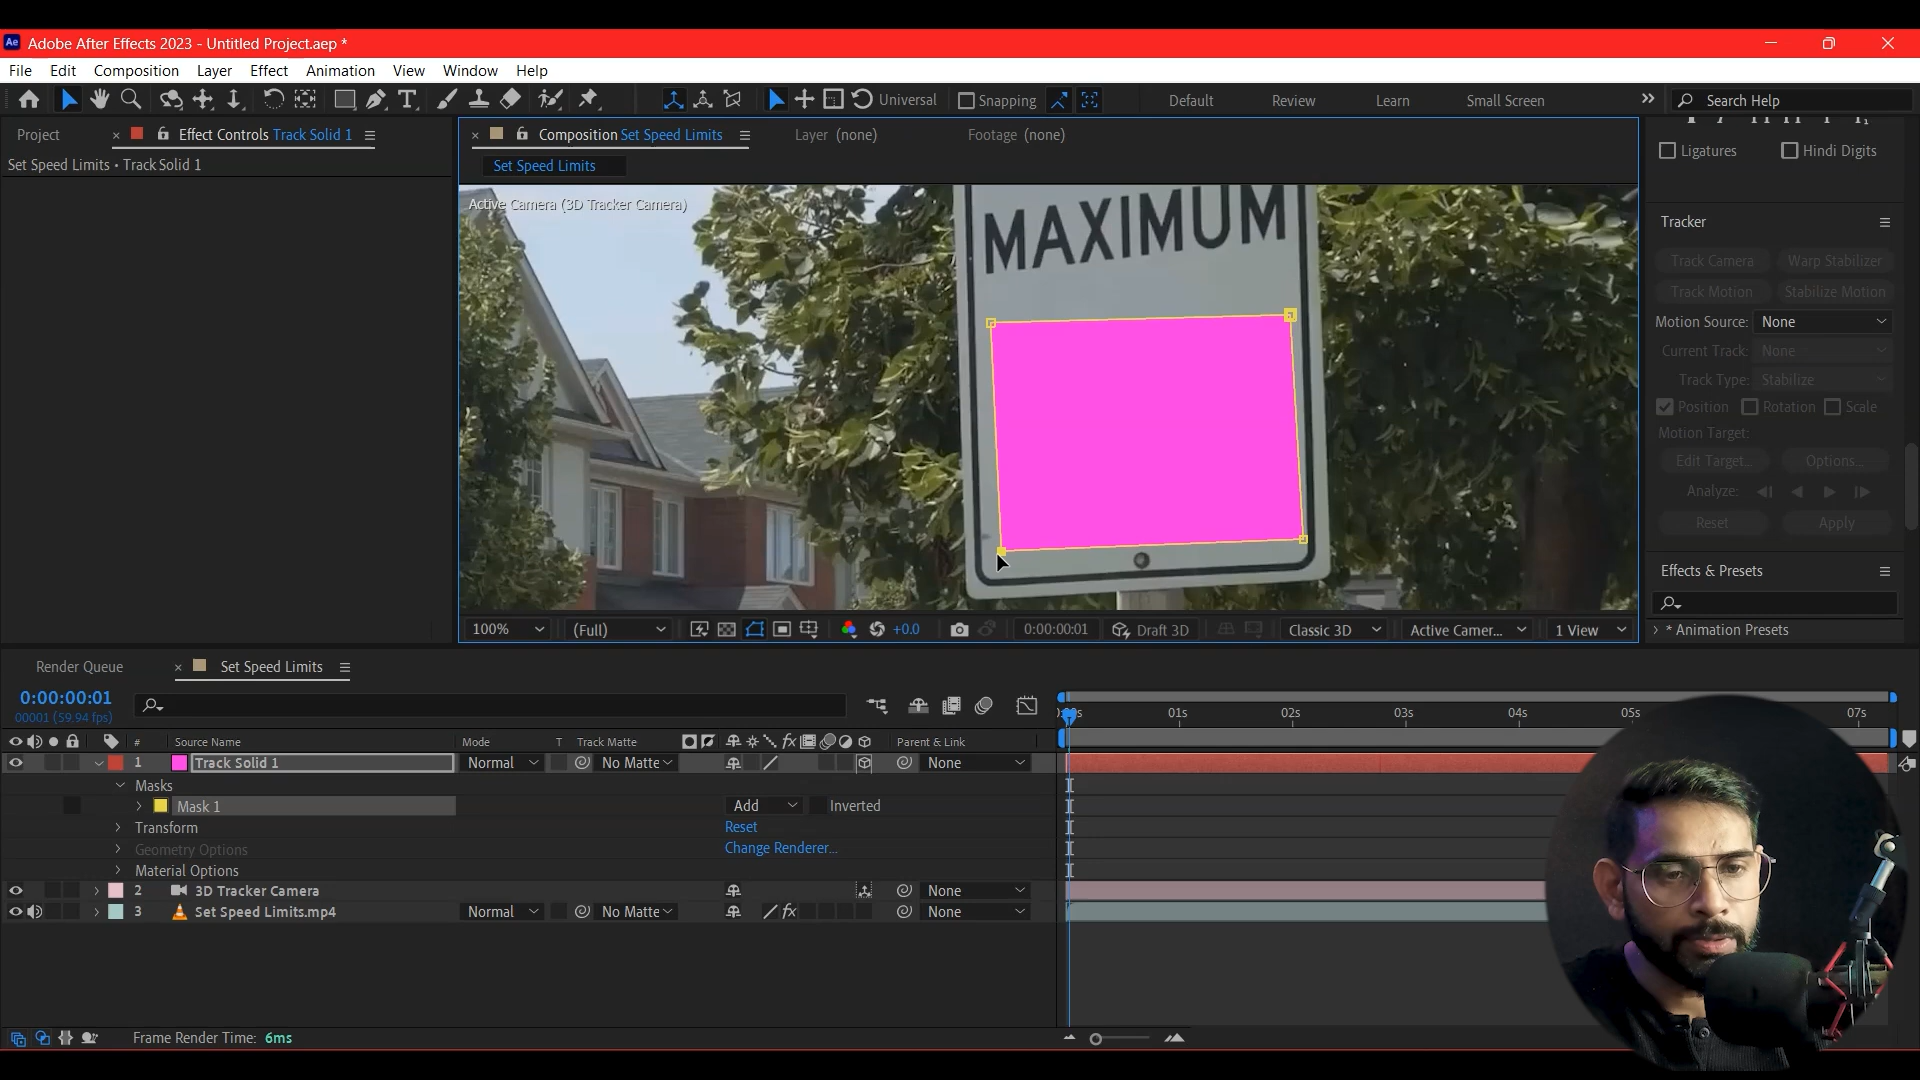 Ae Adobe After Effects 2023 - Untitled Project.aep *
File Edit Composition Layer Effect Animation View Window Help
Universal Snapping Default Review Learn Small Screen » Search Help
Project × Effect Controls Track Solid 1
Set Speed Limits • Track Solid 1
× Composition Set Speed Limits Layer (none) Footage (none)
Set Speed Limits
Active Camera (3D Tracker Camera)
MAXIMUM
100% (Full) +0.0 0:00:00:01 Draft 3D Classic 3D Active Camer... 1 View
Ligatures Hindi Digits
Tracker
Track Camera Warp Stabilizer
Track Motion Stabilize Motion
Motion Source: None
Current Track: None
Track Type: Stabilize
Position Rotation Scale
Motion Target:
Edit Target... Options...
Analyze:
Reset Apply
Effects & Presets
* Animation Presets
Render Queue × Set Speed Limits
0:00:00:01
00001 (59.94 fps)
01s 02s 03s 04s 05s 07s
# Source Name Mode T Track Matte fx Parent & Link
1 Track Solid 1 Normal No Matte None
Masks
Mask 1 Add Inverted
Transform Reset
Geometry Options Change Renderer...
Material Options
2 3D Tracker Camera None
3 Set Speed Limits.mp4 Normal No Matte fx None
Frame Render Time: 6ms